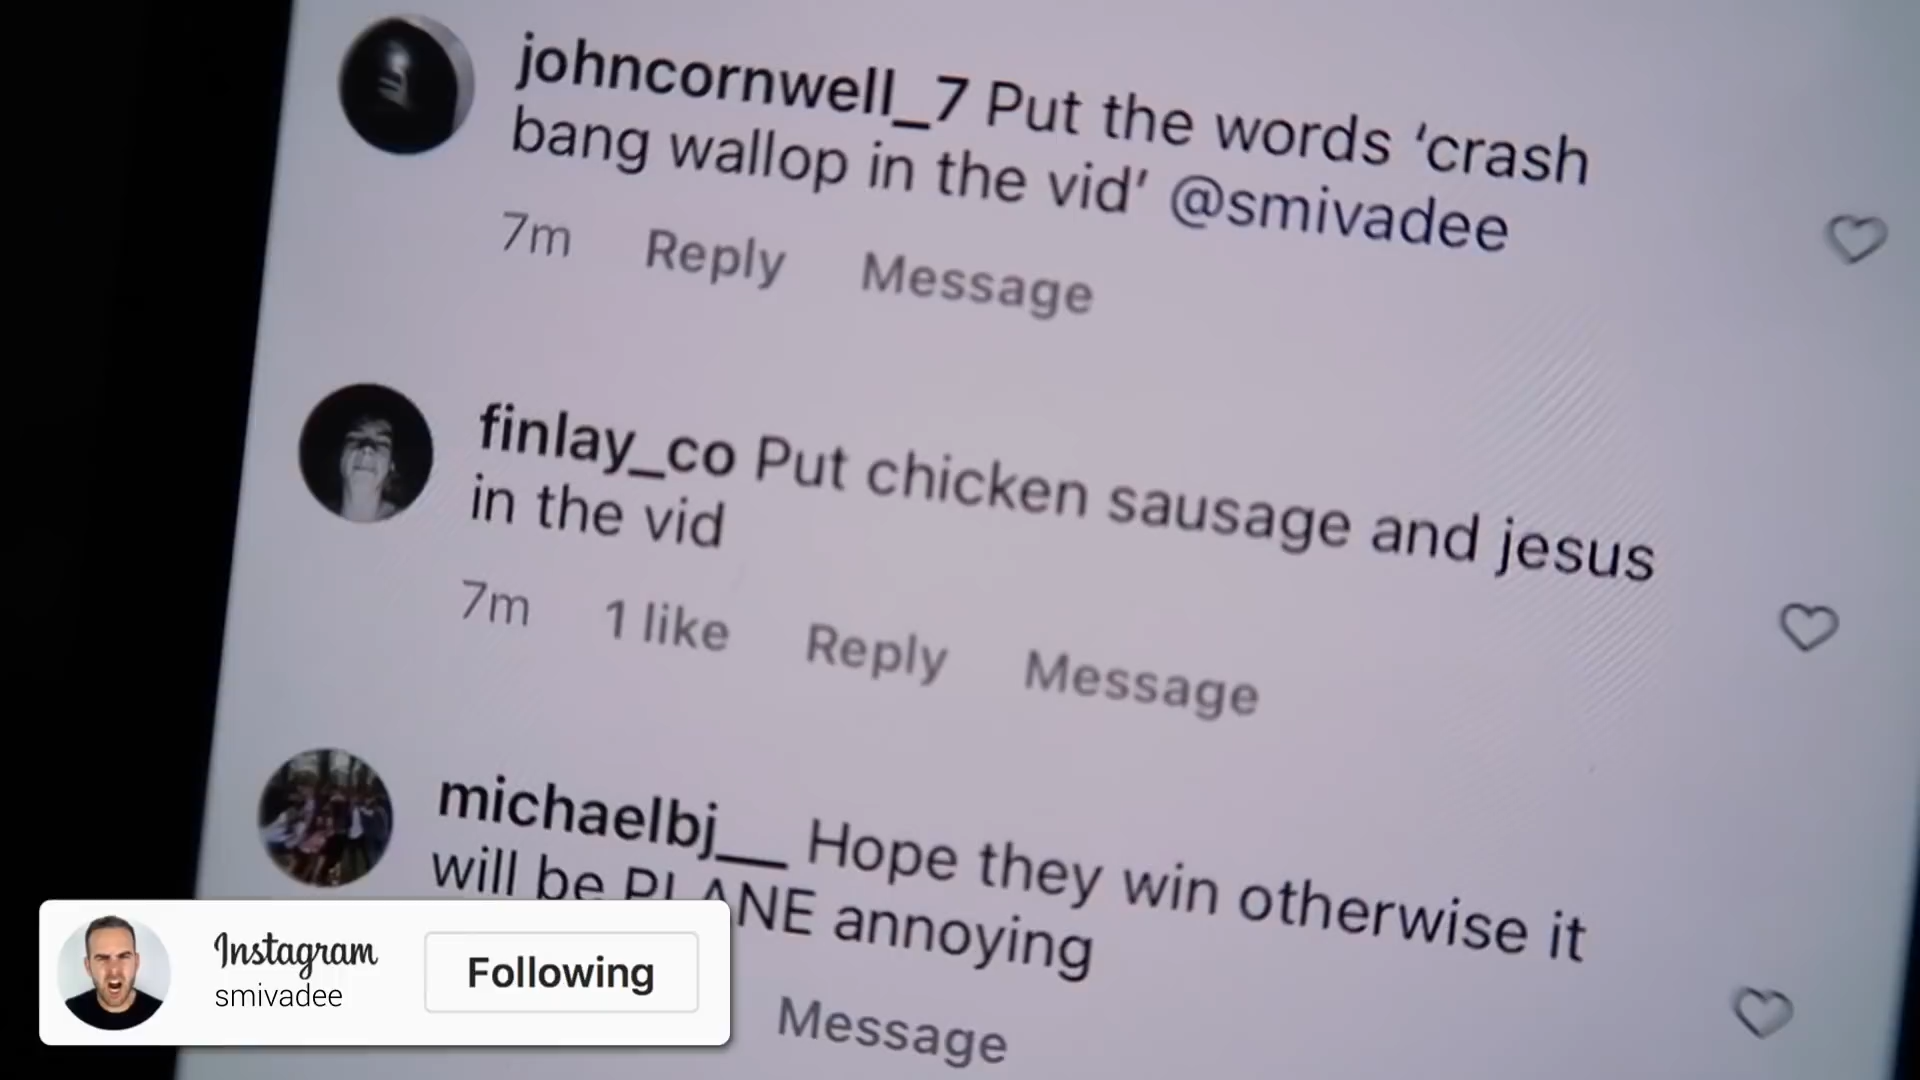 johncornwell_7 Put the words ‘crash
bang wallop in the vid’ @smivadee
7m Reply Message
finlay_co Put chicken sausage and jesus
in the vid
7m 1 like Reply Message
michaelbj__ Hope they win otherwise it
will be PLANE annoying
Message
Instagram
smivadee
Following